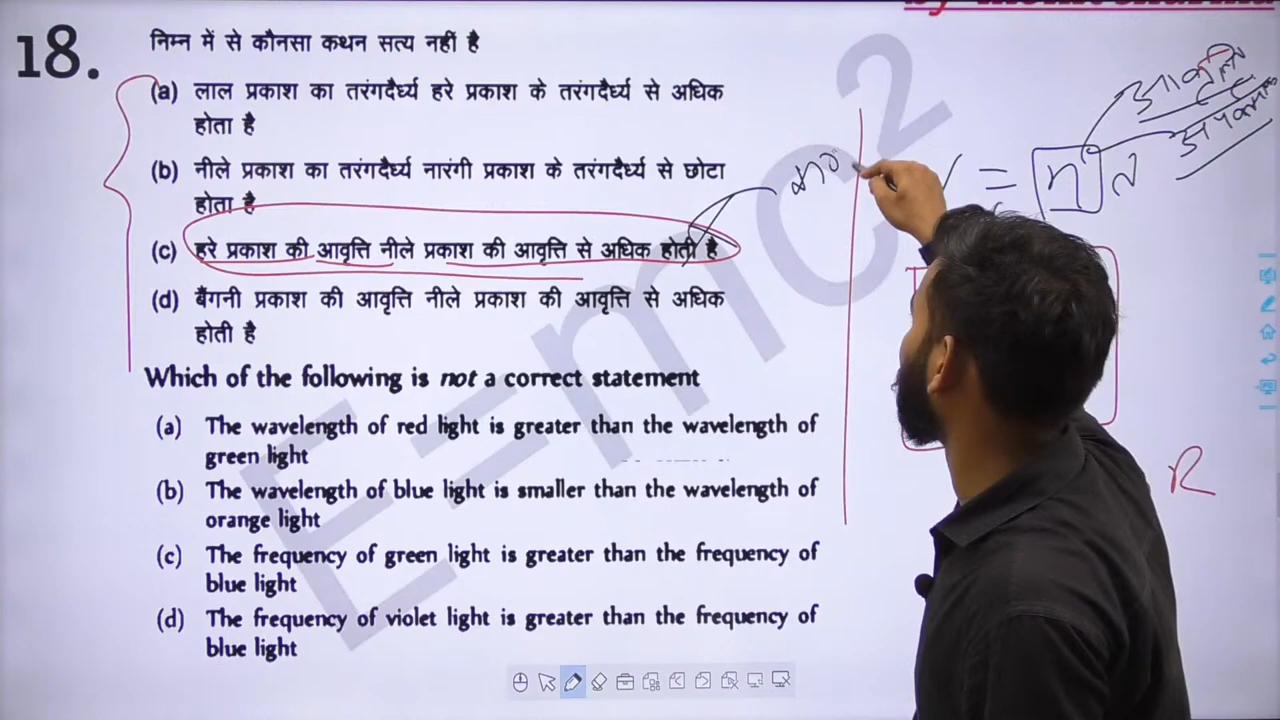 18.
निम्न में से कौनसा कथन सत्य नहीं है
(a) लाल प्रकाश का तरंगदैर्ध्य हरे प्रकाश के तरंगदैर्ध्य से अधिक
होता है
(b) नीले प्रकाश का तरंगदैर्ध्य नारंगी प्रकाश के तरंगदैर्ध्य से छोटा
होता है
(c) हरे प्रकाश की आवृत्ति नीले प्रकाश की आवृत्ति से अधिक होती है
(d) बैंगनी प्रकाश की आवृत्ति नीले प्रकाश की आवृत्ति से अधिक
होती है
Which of the following is not a correct statement
(a) The wavelength of red light is greater than the wavelength of
green light
(b) The wavelength of blue light is smaller than the wavelength of
orange light
(c) The frequency of green light is greater than the frequency of
blue light
(d) The frequency of violet light is greater than the frequency of
blue light
E=mc²
आवृत्ति
= n λ
R